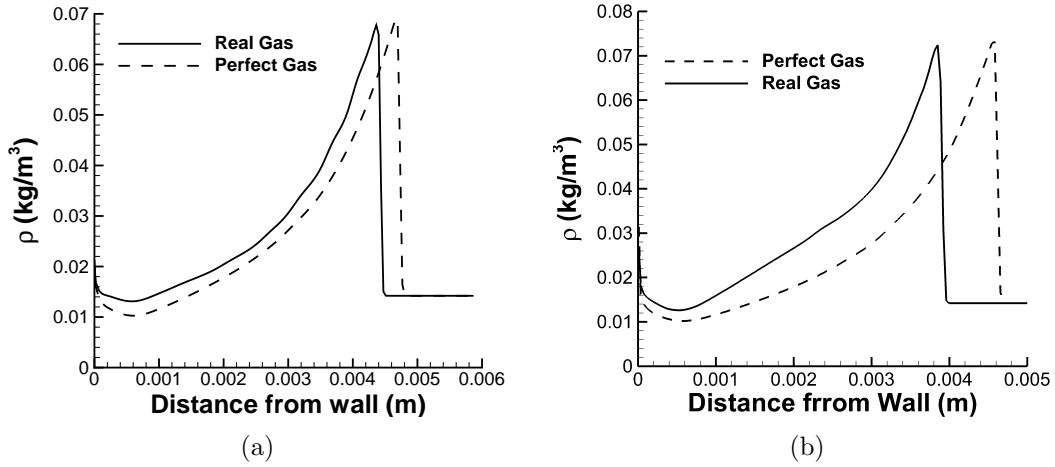 0.07
0.06
0.05
0.04
0.03
0.02
0.01
0
ρ (kg/m³)
Real Gas
Perfect Gas
0 0.001 0.002 0.003 0.004 0.005 0.006
Distance from wall (m)
(a)
0.08
0.07
0.06
0.05
0.04
0.03
0.02
0.01
0
ρ (kg/m³)
Perfect Gas
Real Gas
0 0.001 0.002 0.003 0.004 0.005
Distance frrom Wall (m)
(b)